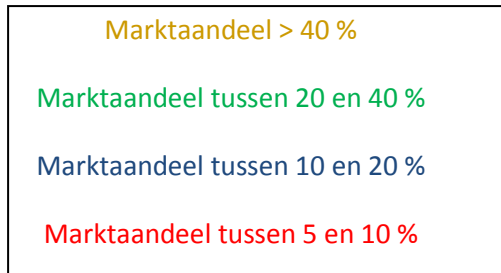 Marktaandeel > 40 %
Marktaandeel tussen 20 en 40 %
Marktaandeel tussen 10 en 20 %
Marktaandeel tussen 5 en 10 %